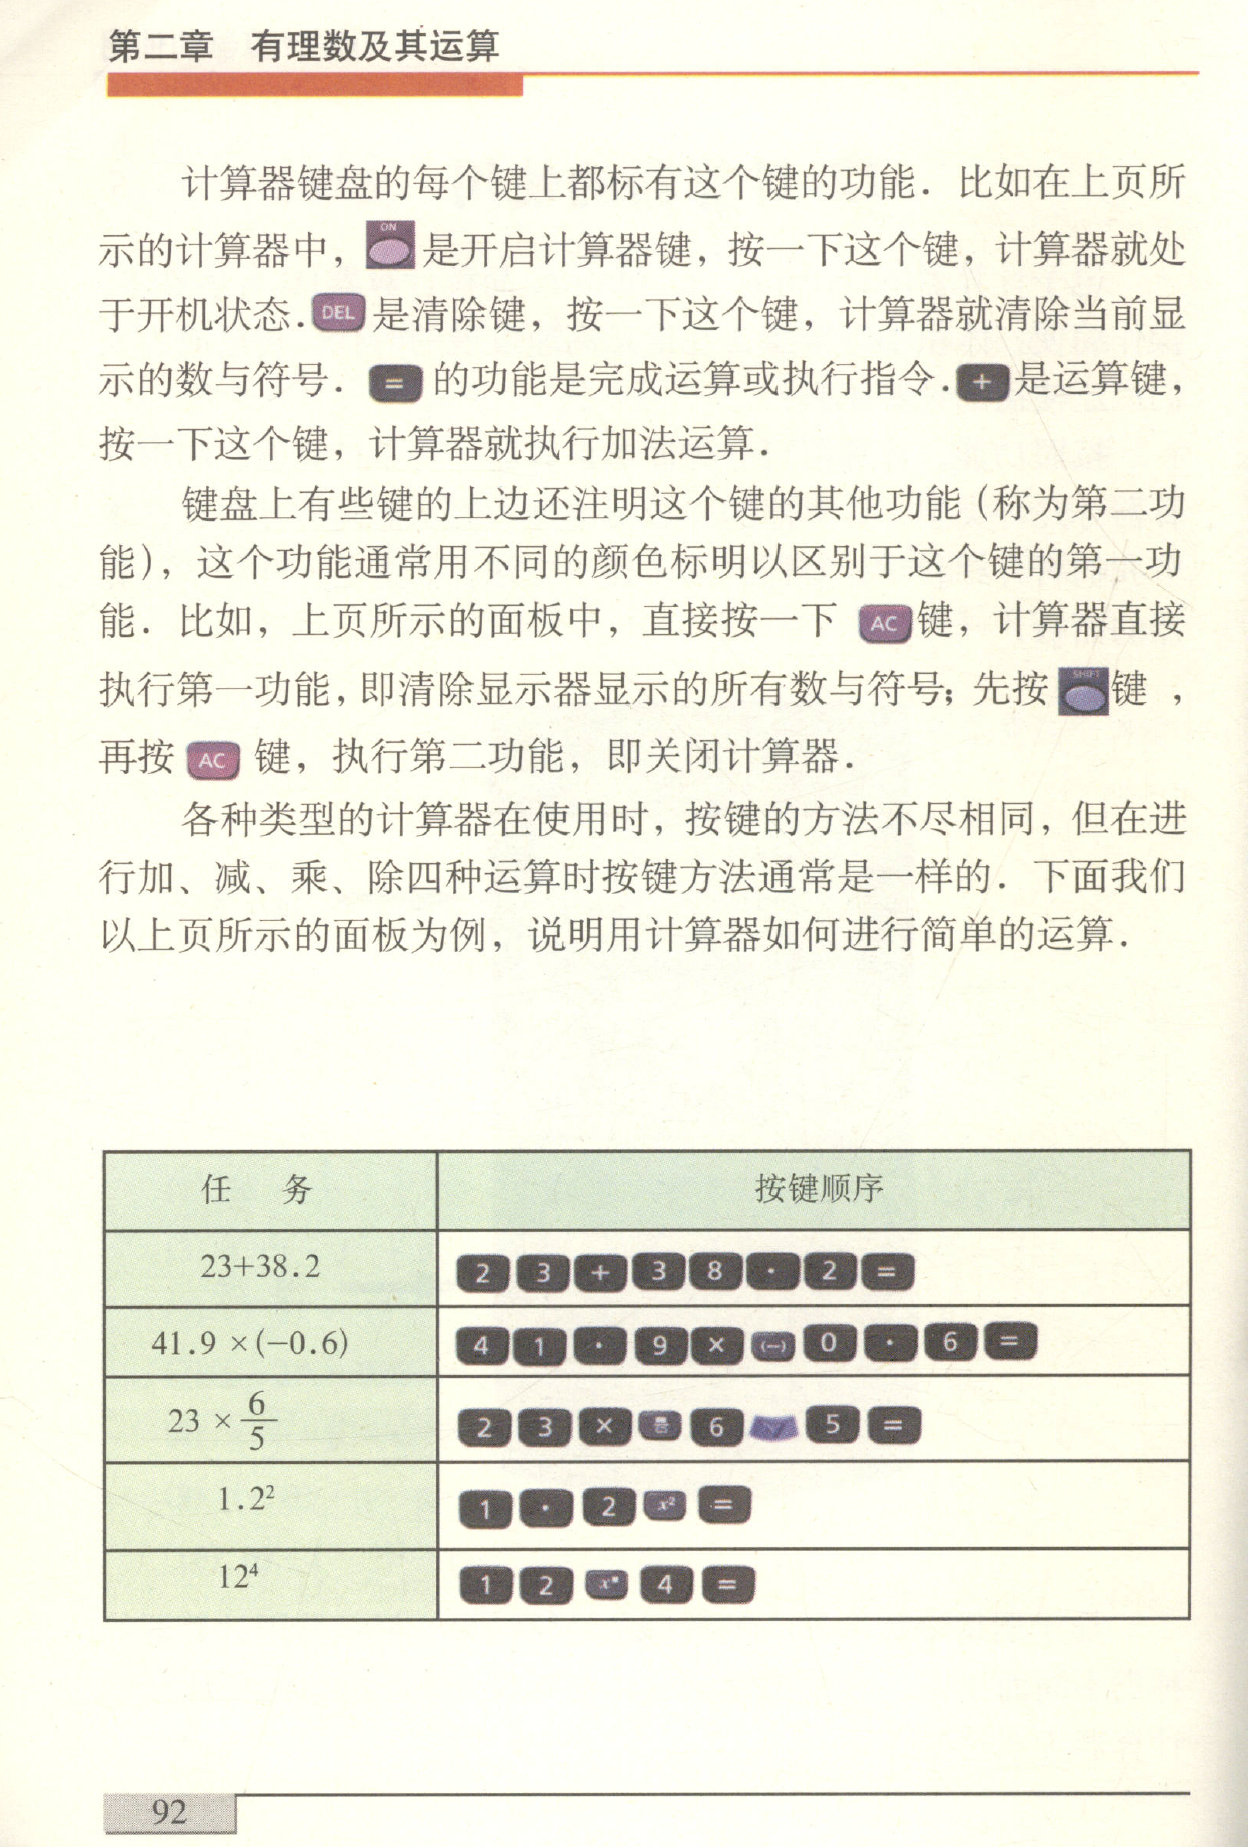 第二章 有理数及其运算
计算器键盘的每个键上都标有这个键的功能．比如在上页所
示的计算器中，ON是开启计算器键，按一下这个键，计算器就处
于开机状态．DEL是清除键，按一下这个键，计算器就清除当前显
示的数与符号．=的功能是完成运算或执行指令．+是运算键，
按一下这个键，计算器就执行加法运算．
键盘上有些键的上边还注明这个键的其他功能（称为第二功
能），这个功能通常用不同的颜色标明以区别于这个键的第一功
能．比如，上页所示的面板中，直接按一下 AC键，计算器直接
执行第一功能，即清除显示器显示的所有数与符号；先按SHIFT键，
再按 AC 键，执行第二功能，即关闭计算器．
各种类型的计算器在使用时，按键的方法不尽相同，但在进
行加、减、乘、除四种运算时按键方法通常是一样的．下面我们
以上页所示的面板为例，说明用计算器如何进行简单的运算．
任 务 按键顺序
23+38.2 2 3 + 3 8 · 2 =
41.9 ×(−0.6) 4 1 · 9 × (−) 0 · 6 =
23 × 6/5 2 3 × 6 5 =
1.2² 1 · 2 x² =
12⁴ 1 2 x■ 4 =
92